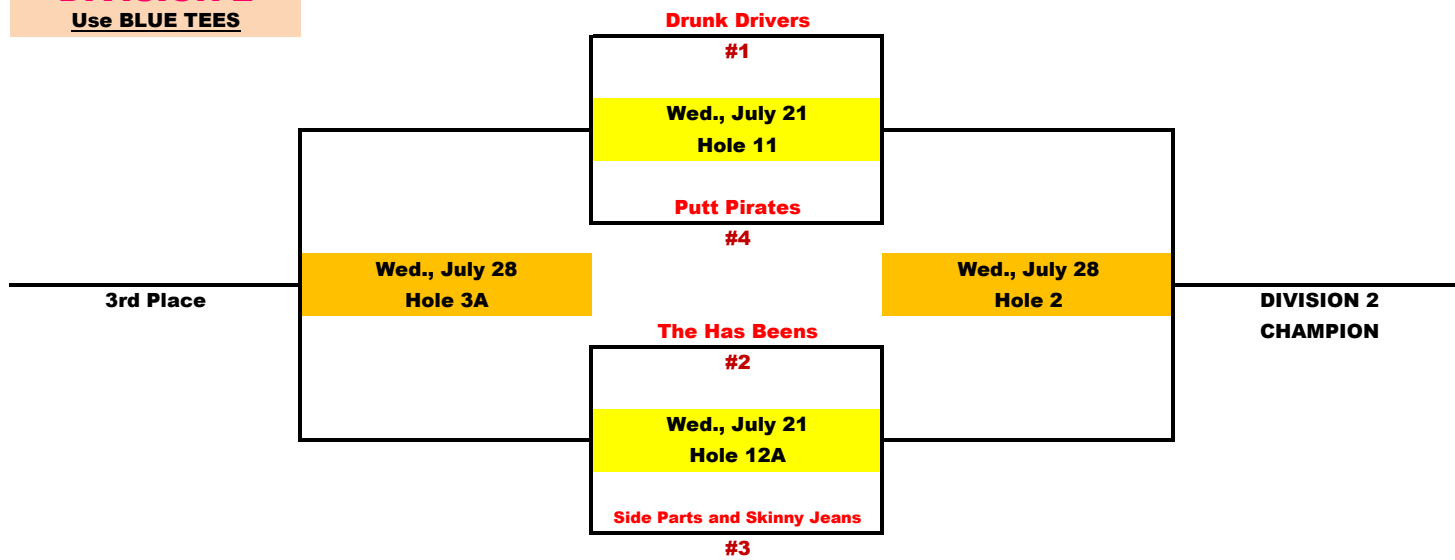 DIVISION 2
Use BLUE TEES
Drunk Drivers
#1
Wed., July 21
Hole 11
Putt Pirates
#4
Wed., July 28
Hole 3A
3rd Place
Wed., July 28
Hole 2
DIVISION 2
CHAMPION
The Has Beens
#2
Wed., July 21
Hole 12A
Side Parts and Skinny Jeans
#3